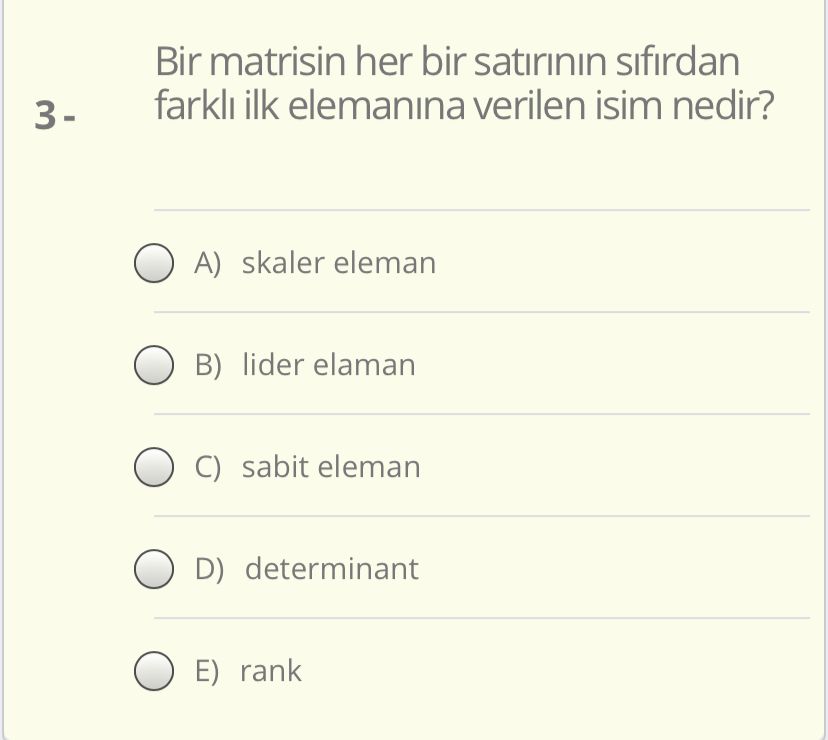 3- Bir matrisin her bir satırının sıfırdan
farklı ilk elemanına verilen isim nedir?
A) skaler eleman
B) lider elaman
C) sabit eleman
D) determinant
E) rank